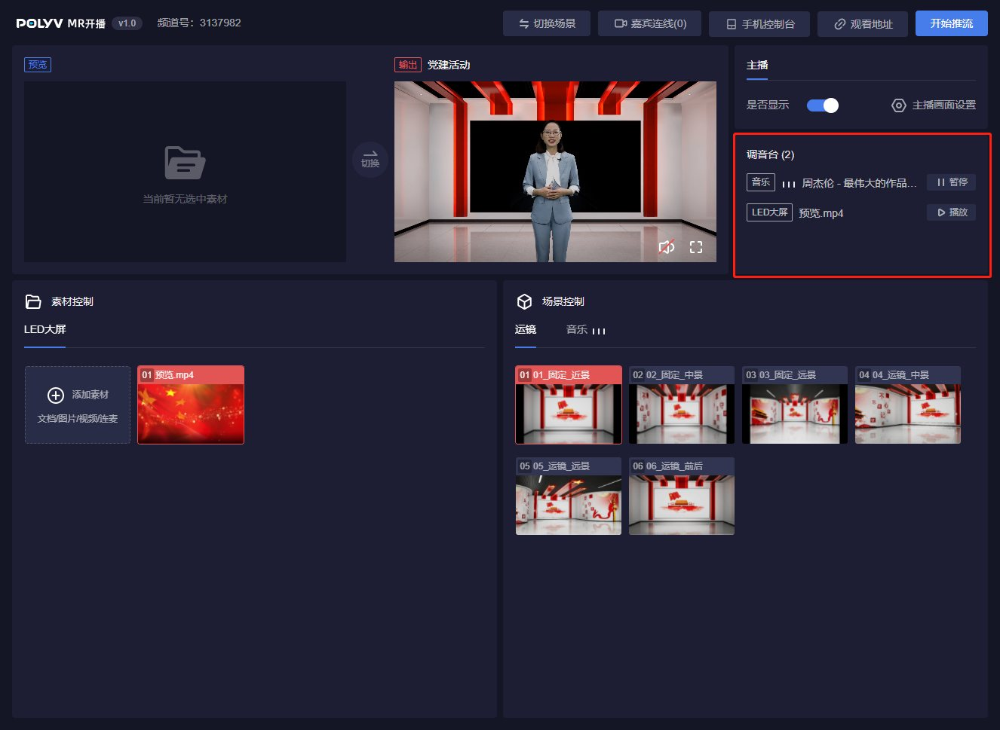 POLYV MR开播 v1.0 频道号：3137982
切换场景 嘉宾连线(0) 手机控制台 观看地址 开始推流
预览
当前暂无选中素材
切换
输出 党建活动
主播
是否显示 主播画面设置
调音台 (2)
音乐 周杰伦 - 最伟大的作品... 暂停
LED大屏 预览.mp4 播放
素材控制
LED大屏
添加素材
文档/图片/视频/连麦
01 预览.mp4
场景控制
运镜 音乐
01 01_固定_近景
02 02_固定_中景
03 03_固定_远景
04 04_运镜_中景
05 05_运镜_远景
06 06_运镜_前后